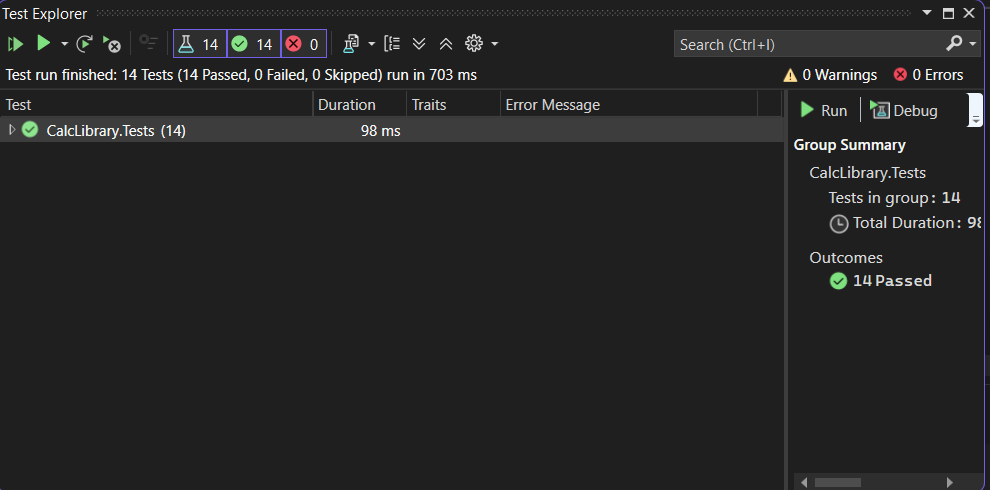 Test Explorer
14 14 0
Search (Ctrl+I)
Test run finished: 14 Tests (14 Passed, 0 Failed, 0 Skipped) run in 703 ms
0 Warnings 0 Errors
Test Duration Traits Error Message
CalcLibrary.Tests (14) 98 ms
Run Debug
Group Summary
CalcLibrary.Tests
Tests in group: 14
Total Duration: 98
Outcomes
14 Passed